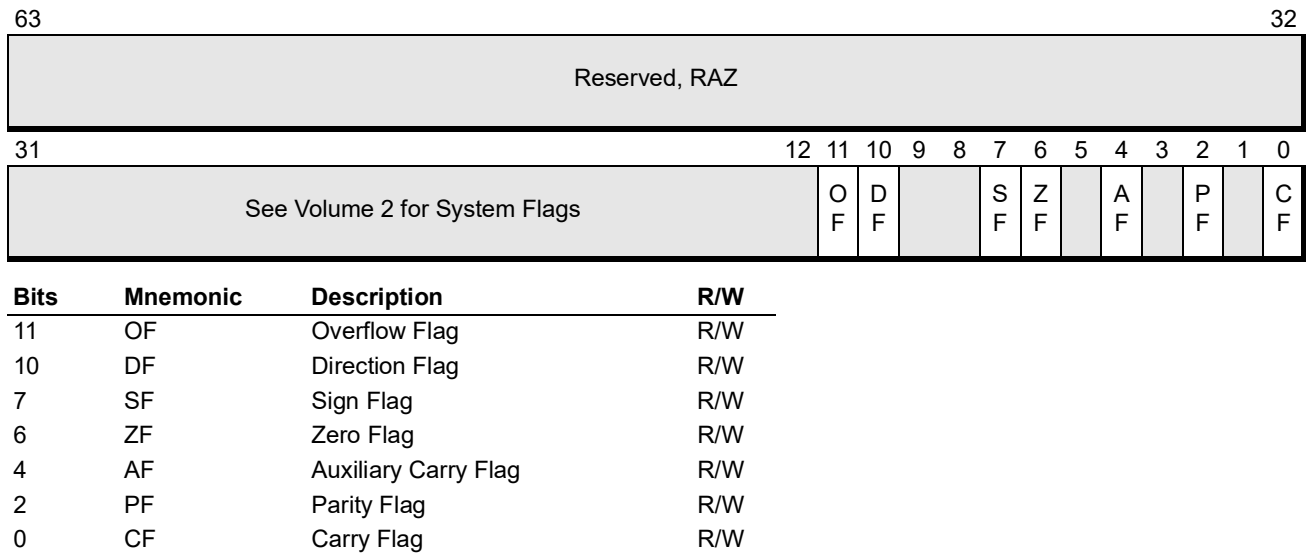 63 32
Reserved, RAZ
31 12 11 10 9 8 7 6 5 4 3 2 1 0
See Volume 2 for System Flags O F D F S F Z F A F P F C F
Bits Mnemonic Description R/W
11 OF Overflow Flag R/W
10 DF Direction Flag R/W
7 SF Sign Flag R/W
6 ZF Zero Flag R/W
4 AF Auxiliary Carry Flag R/W
2 PF Parity Flag R/W
0 CF Carry Flag R/W